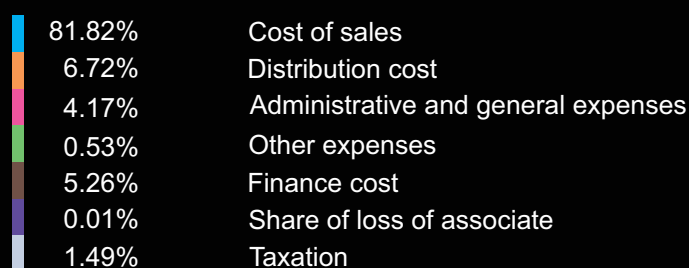 81.82% Cost of sales
6.72% Distribution cost
4.17% Administrative and general expenses
0.53% Other expenses
5.26% Finance cost
0.01% Share of loss of associate
1.49% Taxation